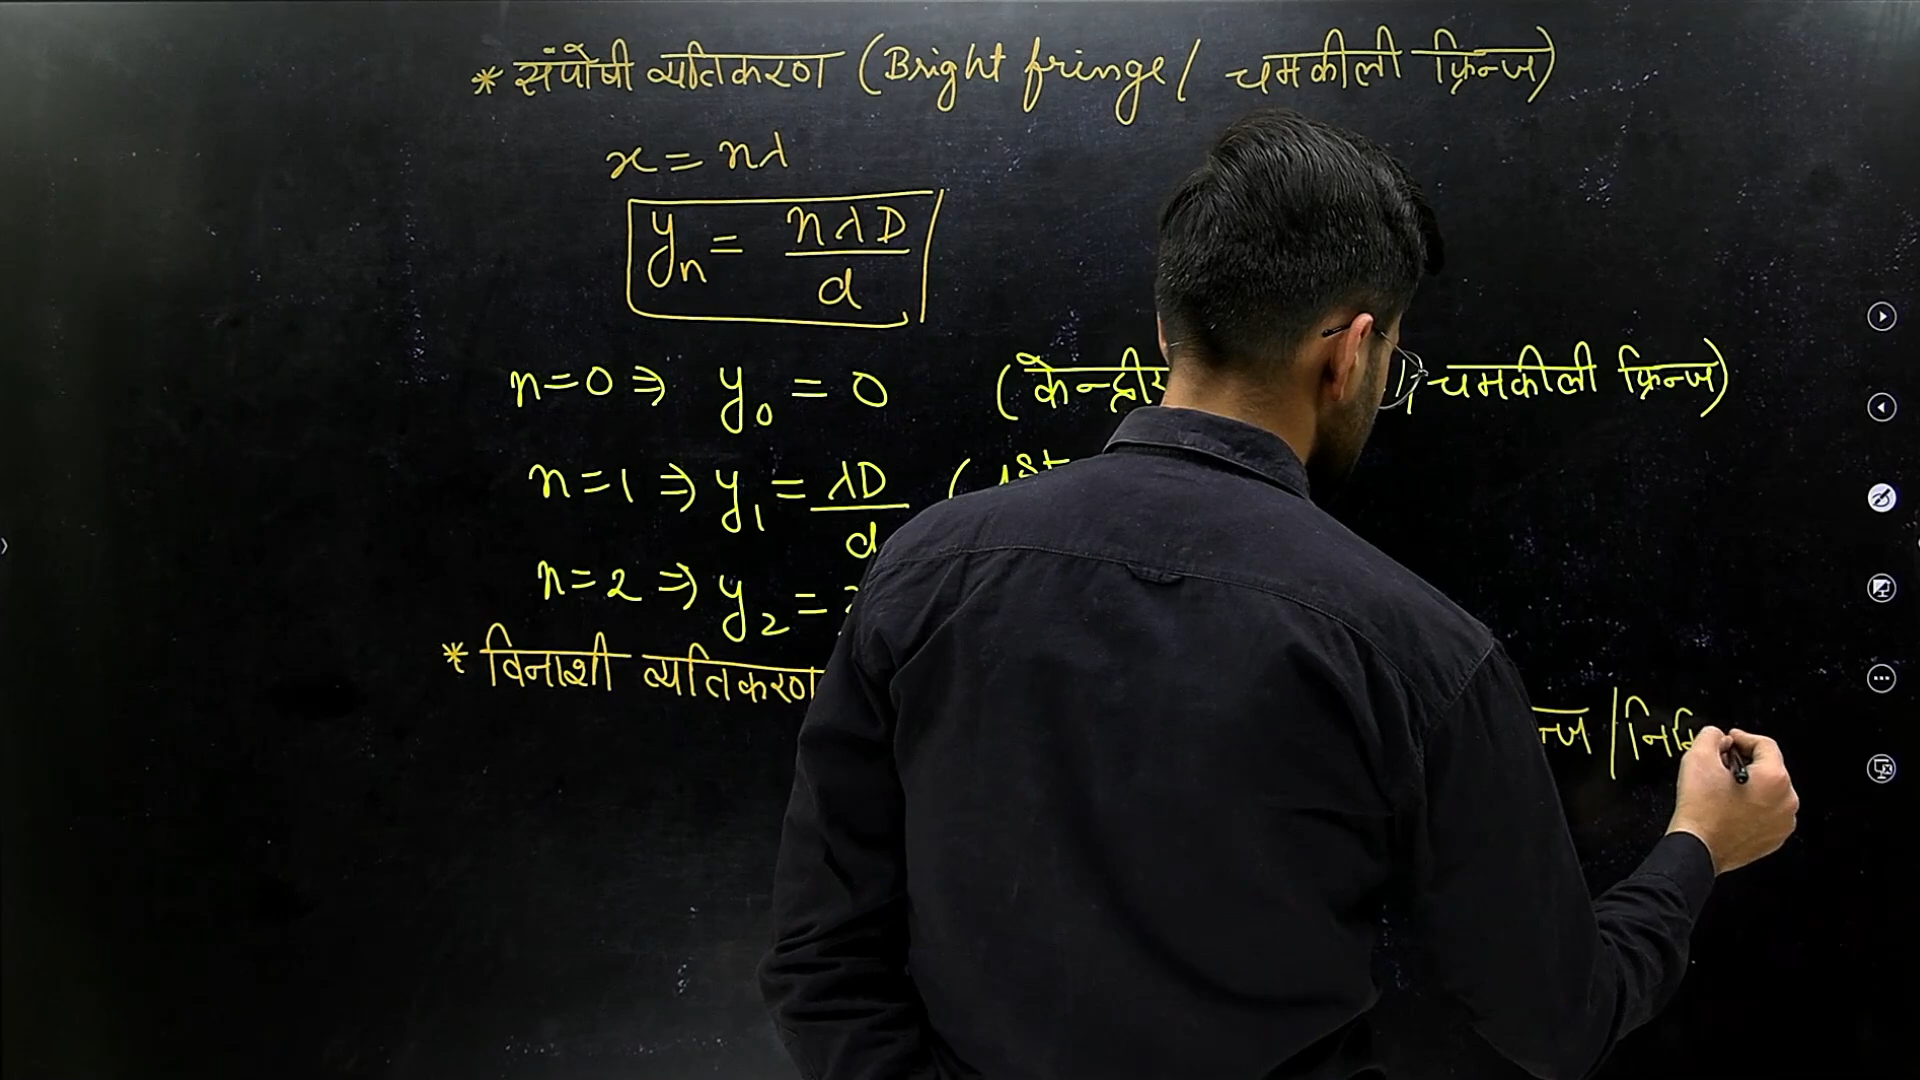 * संपोषी व्यतिकरण (Bright fringe / चमकीली फ्रिन्ज)
x = nλ
yₙ = nλD/d
n=0 ⇒ y₀ = 0 (केन्द्रीय चमकीली फ्रिन्ज)
n=1 ⇒ y₁ = λD/d (1st
n=2 ⇒ y₂ =
* विनाशी व्यतिकरण न्ज /